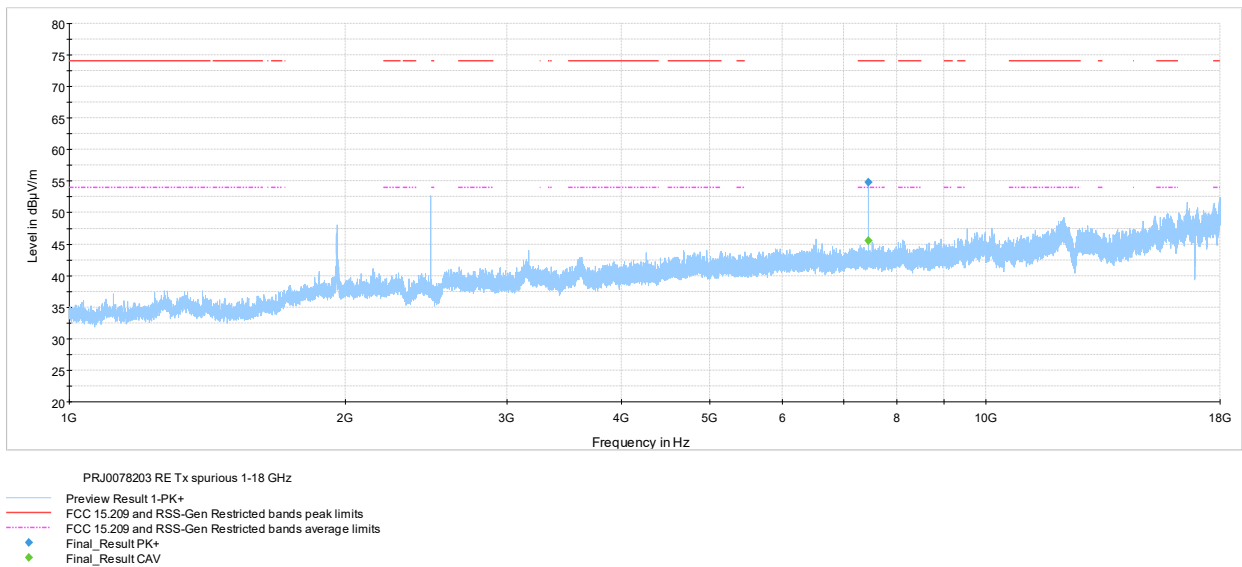 80
75
70
65
60
55
50
45
40
35
30
25
20
Level in dBµV/m
1G 2G 3G 4G 5G 6 8 10G 18G
Frequency in Hz
PRJ0078203 RE Tx spurious 1-18 GHz
Preview Result 1-PK+
FCC 15.209 and RSS-Gen Restricted bands peak limits
FCC 15.209 and RSS-Gen Restricted bands average limits
Final_Result PK+
Final_Result CAV